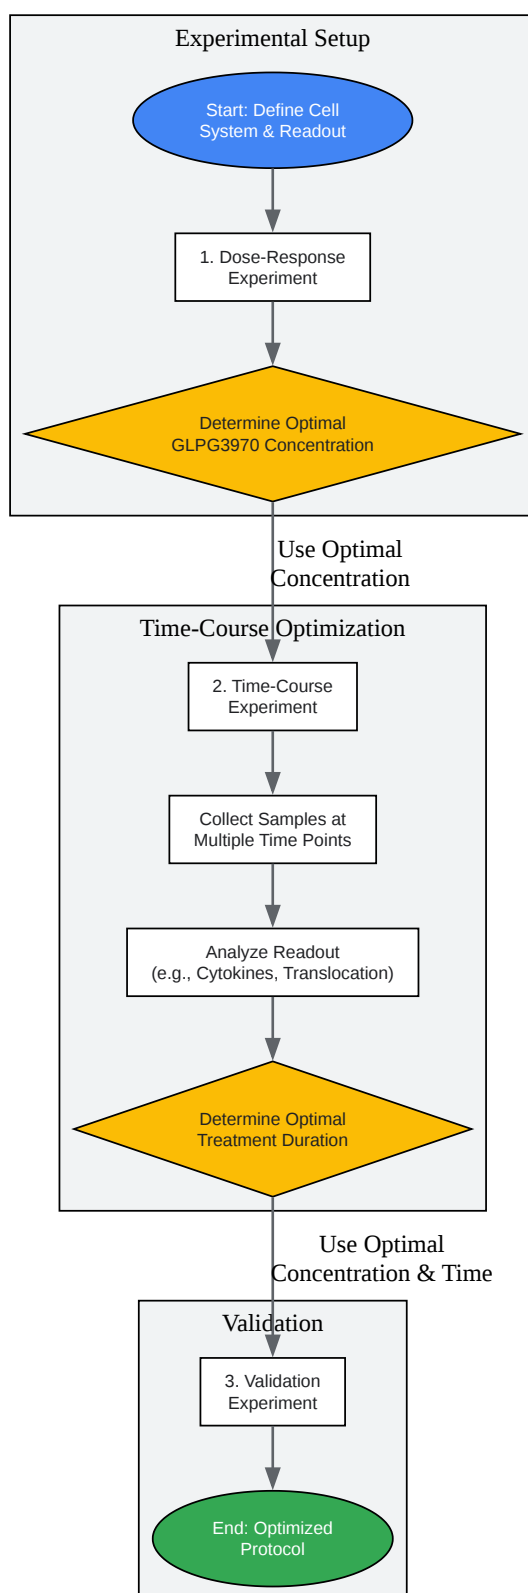 Experimental Setup
Start: Define Cell
System & Readout
1. Dose-Response
Experiment
Determine Optimal
GLPG3970 Concentration
Use Optimal
Concentration
Time-Course Optimization
2. Time-Course
Experiment
Collect Samples at
Multiple Time Points
Analyze Readout
(e.g., Cytokines, Translocation)
Determine Optimal
Treatment Duration
Use Optimal
Concentration & Time
Validation
3. Validation
Experiment
End: Optimized
Protocol